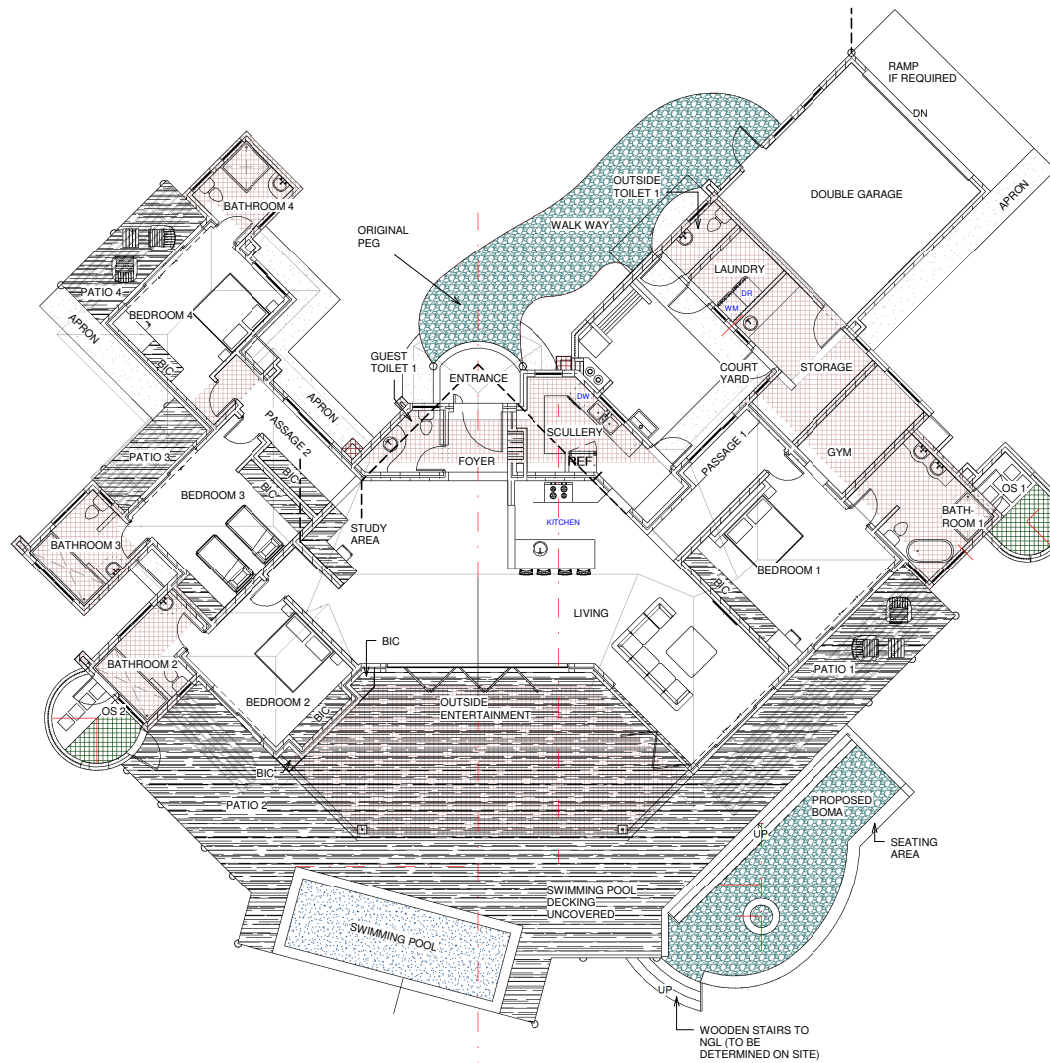 RAMP
IF REQUIRED
DN
DOUBLE GARAGE
APRON
OUTSIDE
TOILET 1
WALK WAY
ORIGINAL
PEG
BATHROOM 4
PATIO 4
BEDROOM 4
APRON
BIC
LAUNDRY
DR
WM
COURT
YARD
STORAGE
GUEST
TOILET 1
ENTRANCE
APRON
DW
SCULLERY
REF
FOYER
PASSAGE 2
PASSAGE 1
GYM
PATIO 3
BIC
BIC
BEDROOM 3
STUDY
AREA
KITCHEN
OS 1
BATH-
ROOM 1
BATHROOM 3
BEDROOM 1
BIC
LIVING
BIC
BATHROOM 2
PATIO 1
OS 2
BEDROOM 2
BIC
OUTSIDE
ENTERTAINMENT
BIC
PATIO 2
PROPOSED
BOMA
UP
SEATING
AREA
SWIMMING POOL
DECKING
UNCOVERED
SWIMMING POOL
UP
WOODEN STAIRS TO
NGL (TO BE
DETERMINED ON SITE)